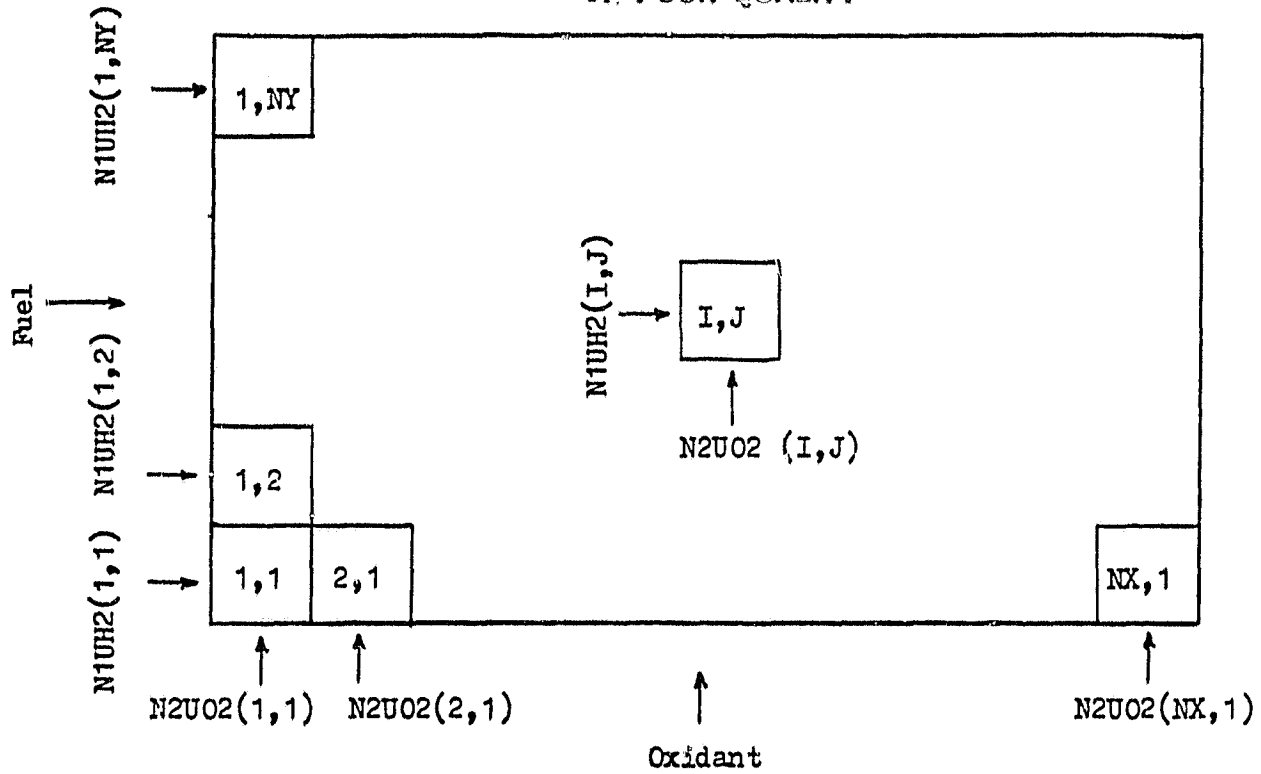 N1UH2(1,NY)
1,NY
Fuel
N1UH2(I,J)
I,J
N2UO2 (I,J)
N1UH2(1,2)
1,2
N1UH2(1,1)
1,1
2,1
NX,1
N2UO2(1,1)
N2UO2(2,1)
N2UO2(NX,1)
Oxidant